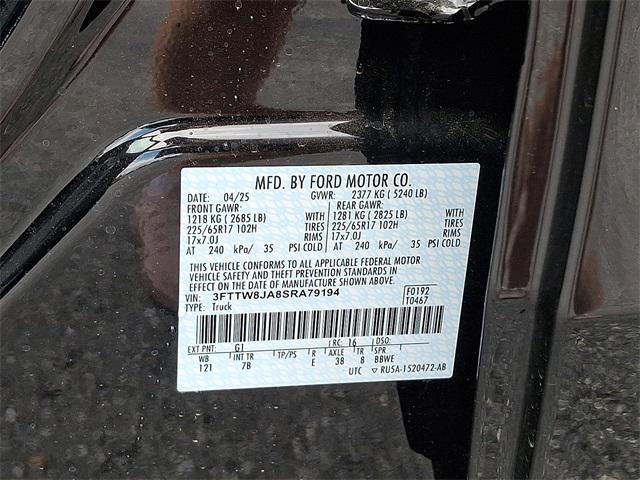 MFD. BY FORD MOTOR CO.
DATE: 04/25 GVWR: 2377 KG ( 5240 LB)
FRONT GAWR: REAR GAWR:
1218 KG ( 2685 LB) WITH 1281 KG ( 2825 LB) WITH
225/65R17 102H TIRES 225/65R17 102H TIRES
17x7.0J RIMS 17x7.0J RIMS
AT 240 kPa/ 35 PSI COLD AT 240 kPa/ 35 PSI COLD
THIS VEHICLE CONFORMS TO ALL APPLICABLE FEDERAL MOTOR
VEHICLE SAFETY AND THEFT PREVENTION STANDARDS IN
EFFECT ON THE DATE OF MANUFACTURE SHOWN ABOVE.
VIN: 3FTTW8JA8SRA79194 F0192
TYPE: Truck T0467
EXT PNT: G1 RC: 16 DSO:
WB INT TR TP/PS R AXLE TR SPR
121 7B E 38 8 BBWE
UTC ▽ RU5A-1520472-AB